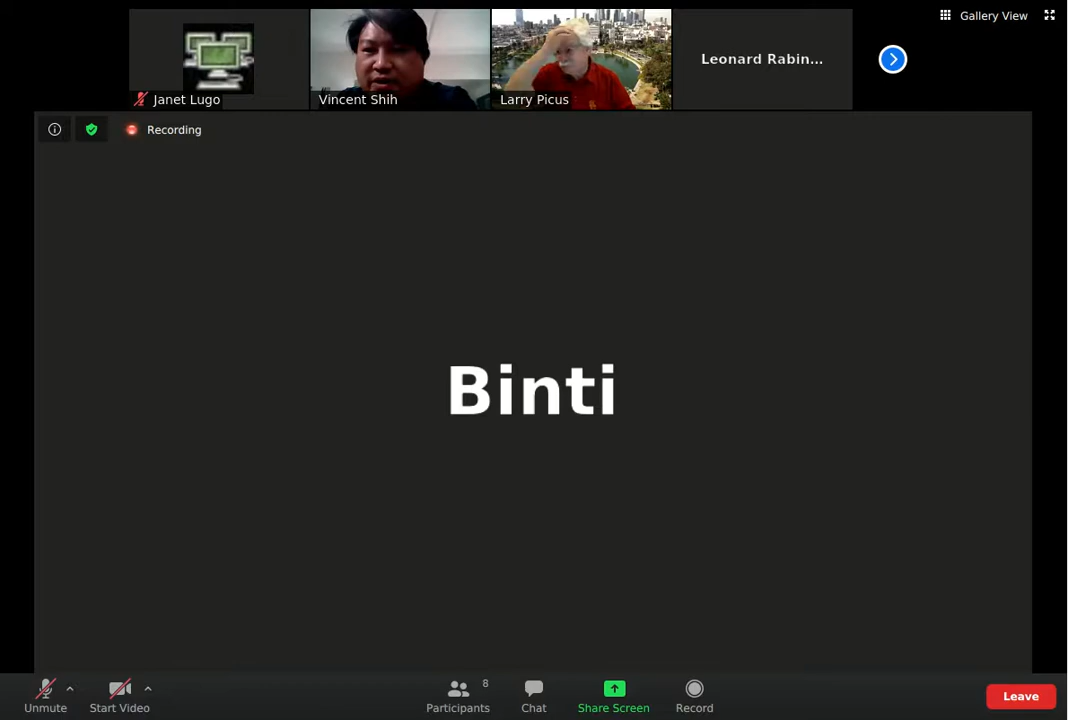 Gallery View
Janet Lugo
Vincent Shih
Larry Picus
Leonard Rabin...
Recording
Binti
Unmute
Start Video
Participants
8
Chat
Share Screen
Record
Leave